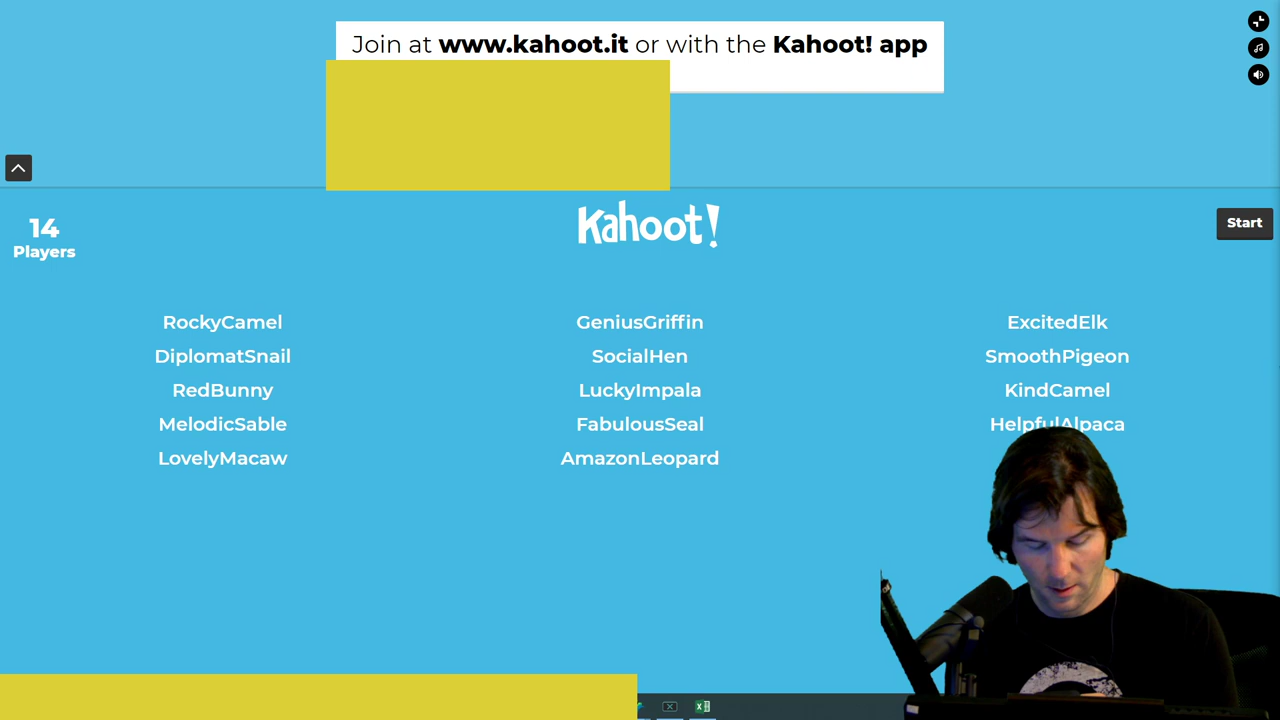 Join at www.kahoot.it or with the Kahoot! app
14
Players
Kahoot!
Start
RockyCamel
GeniusGriffin
ExcitedElk
DiplomatSnail
SocialHen
SmoothPigeon
RedBunny
LuckyImpala
KindCamel
MelodicSable
FabulousSeal
HelpfulAlpaca
LovelyMacaw
AmazonLeopard